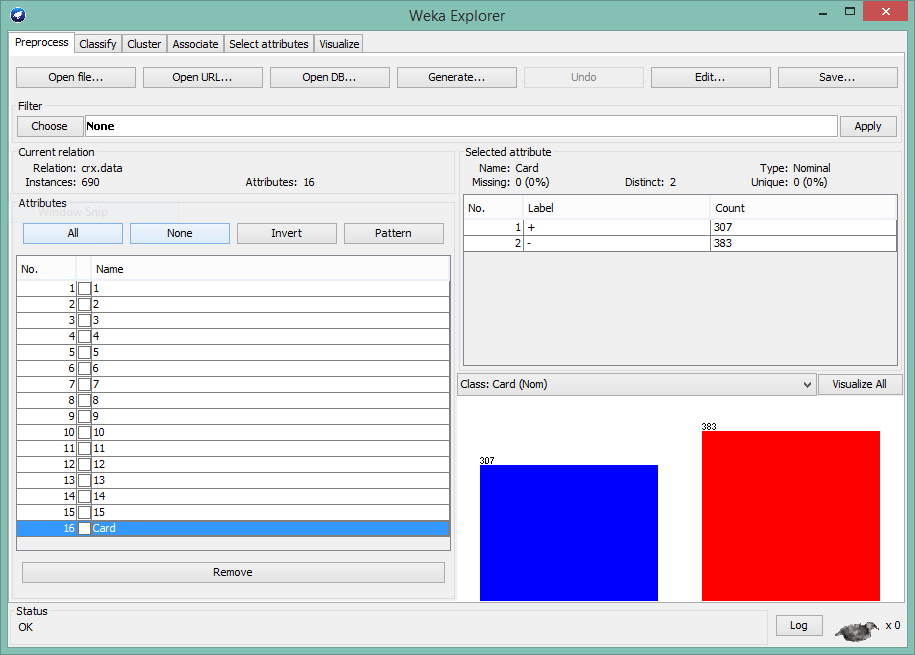 Weka Explorer
Preprocess Classify Cluster Associate Select attributes Visualize
Open file... Open URL... Open DB... Generate... Undo Edit... Save...
Filter
Choose None Apply
Current relation
Relation: crx.data
Instances: 690 Attributes: 16
Selected attribute
Name: Card Type: Nominal
Missing: 0 (0%) Distinct: 2 Unique: 0 (0%)
No. Label Count
1 + 307
2 - 383
Attributes
Window Snip
All None Invert Pattern
No. Name
1 1
2 2
3 3
4 4
5 5
6 6
7 7
8 8
9 9
10 10
11 11
12 12
13 13
14 14
15 15
16 Card
Remove
Class: Card (Nom) Visualize All
307
383
Status
OK
Log x 0